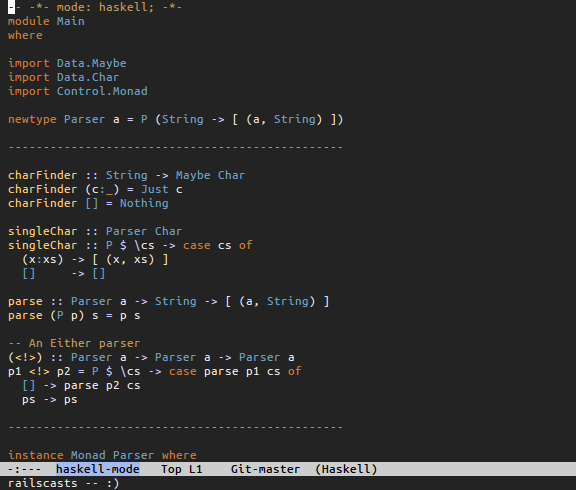 -- -*- mode: haskell; -*-
module Main
where

import Data.Maybe
import Data.Char
import Control.Monad

newtype Parser a = P (String -> [ (a, String) ])

------------------------------------------------

charFinder :: String -> Maybe Char
charFinder (c:_) = Just c
charFinder [] = Nothing

singleChar :: Parser Char
singleChar :: P $ \cs -> case cs of
  (x:xs) -> [ (x, xs) ]
  []     -> []

parse :: Parser a -> String -> [ (a, String) ]
parse (P p) s = p s

-- An Either parser
(<!>) :: Parser a -> Parser a -> Parser a
p1 <!> p2 = P $ \cs -> case parse p1 cs of
  [] -> parse p2 cs
  ps -> ps

------------------------------------------------

instance Monad Parser where
-:---  haskell-mode   Top L1    Git-master  (Haskell)
railscasts -- :)